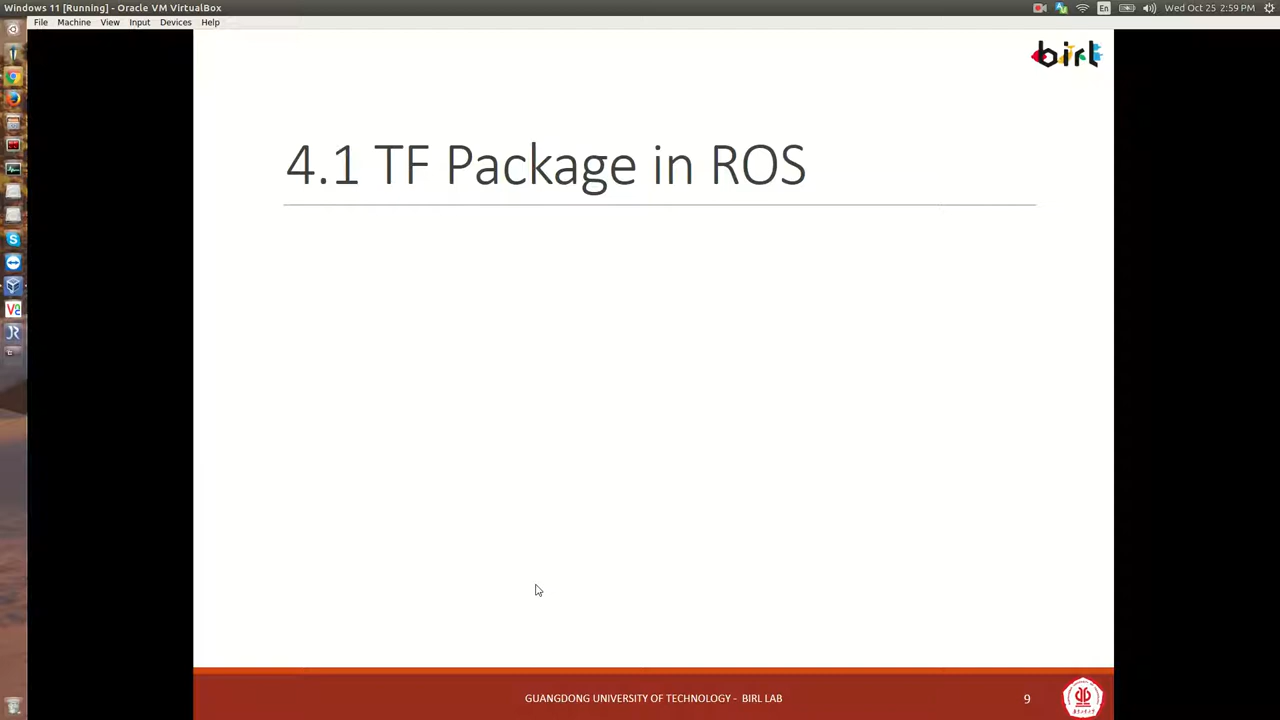 Windows 11 [Running] - Oracle VM VirtualBox
En
Wed Oct 25 2:59 PM
File Machine View Input Devices Help
birl
4.1 TF Package in ROS
GUANGDONG UNIVERSITY OF TECHNOLOGY - BIRL LAB
9